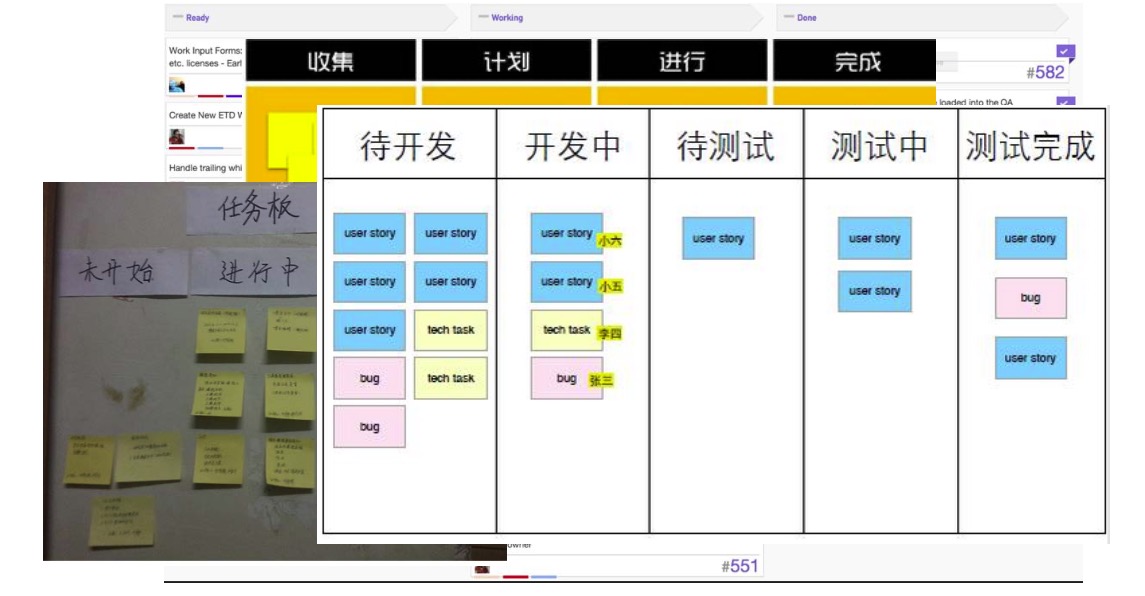 Ready
Working
Done
Work Input Forms:
etc. licenses - Earl
#582
loaded into the QA
Create New ETD W
Handle trailing whi
收集
计划
进行
完成
任务板
未开始
进行中
待开发
开发中
待测试
测试中
测试完成
user story user story user story 小六 user story user story user story
user story user story user story 小五 user story bug
user story tech task tech task 李四 user story
bug tech task bug 张三
bug
owner
#551